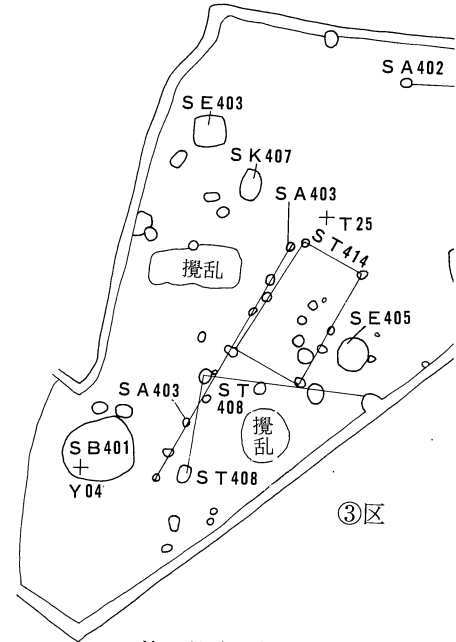 SA402
SE403
SK407
SA403
T25
ST414
攪乱
SE405
SA403
ST
408
攪乱
SB401
Y04
ST408
③区